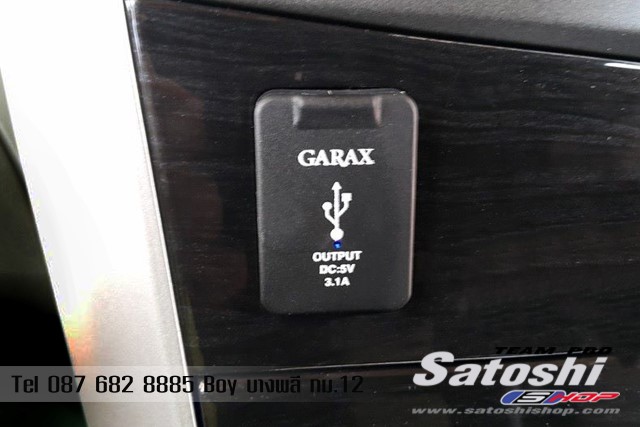 GARAX
OUTPUT
DC:5V
3.1A
TEAM PRO
Satoshi
SHOP
Tel 087 682 8885 Boy บางพลี กม.12
www.satoshishop.com